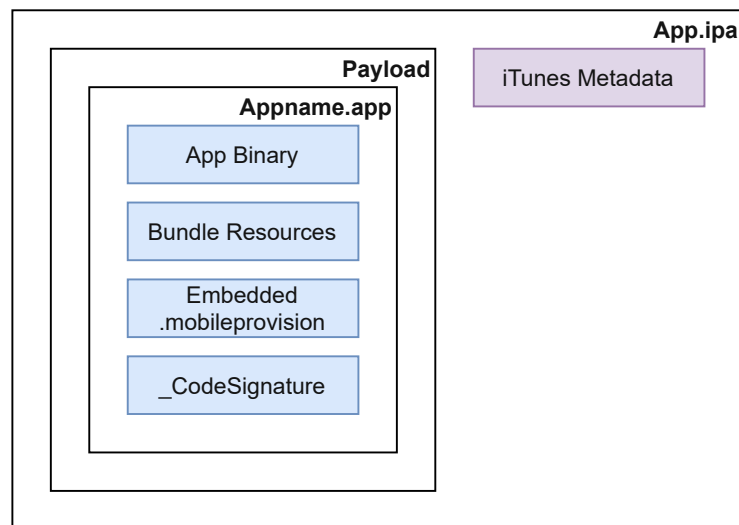 App.ipa
Payload
iTunes Metadata
Appname.app
App Binary
Bundle Resources
Embedded
.mobileprovision
_CodeSignature